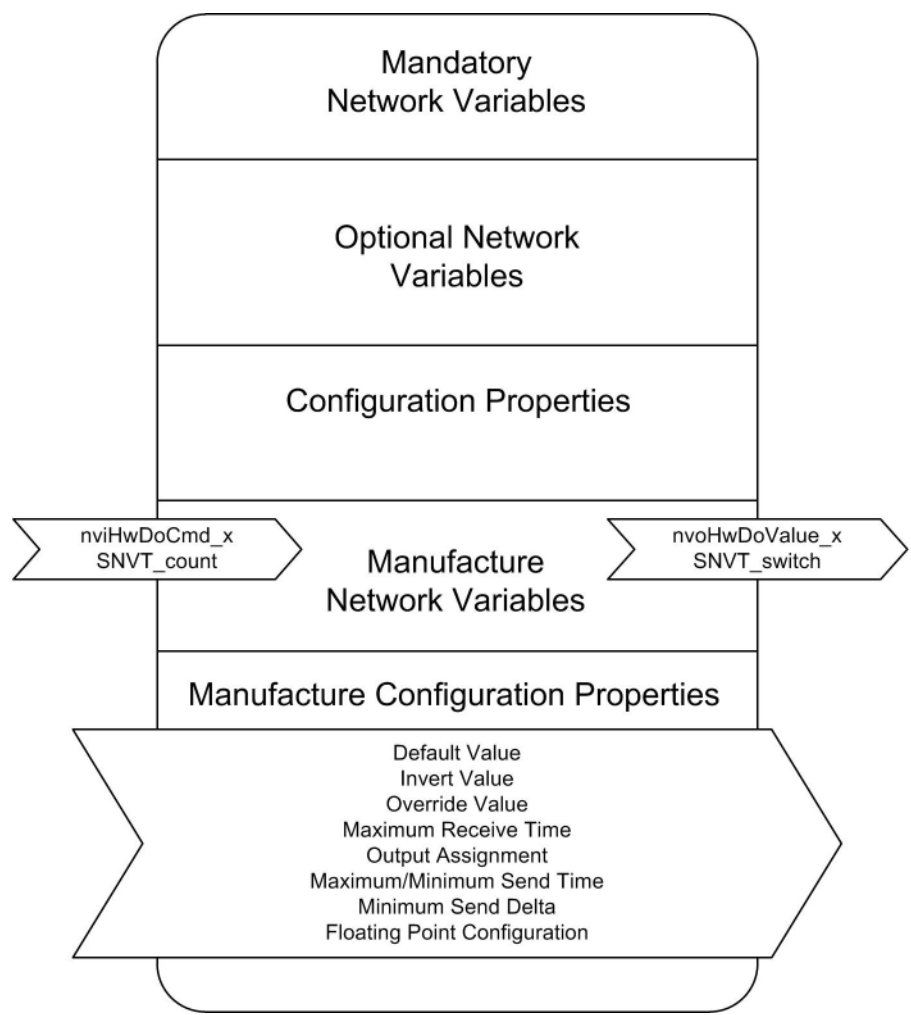 Mandatory
Network Variables
Optional Network
Variables
Configuration Properties
nviHwDoCmd_x
SNVT_count
nvoHwDoValue_x
SNVT_switch
Manufacture
Network Variables
Manufacture Configuration Properties
Default Value
Invert Value
Override Value
Maximum Receive Time
Output Assignment
Maximum/Minimum Send Time
Minimum Send Delta
Floating Point Configuration